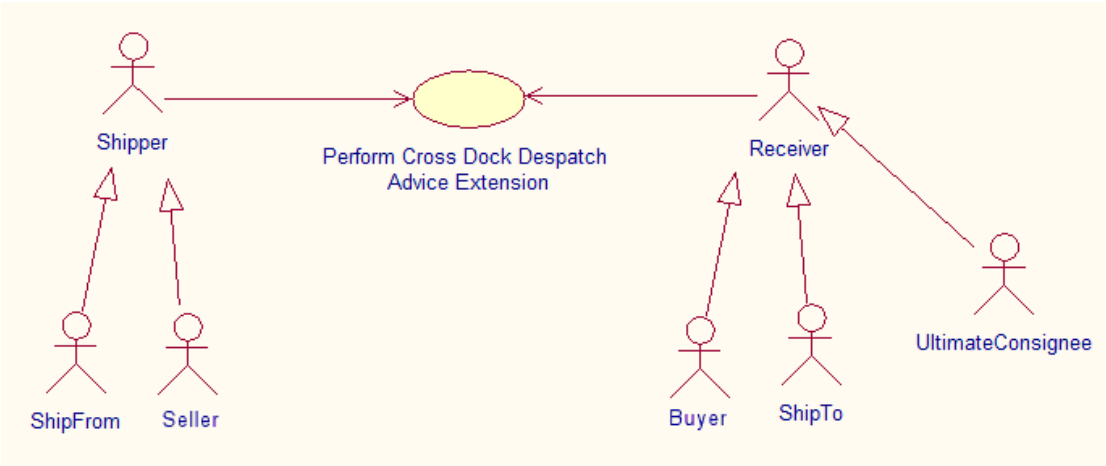 Shipper
Receiver
Perform Cross Dock Despatch
Advice Extension
UltimateConsignee
ShipFrom
Seller
Buyer
ShipTo